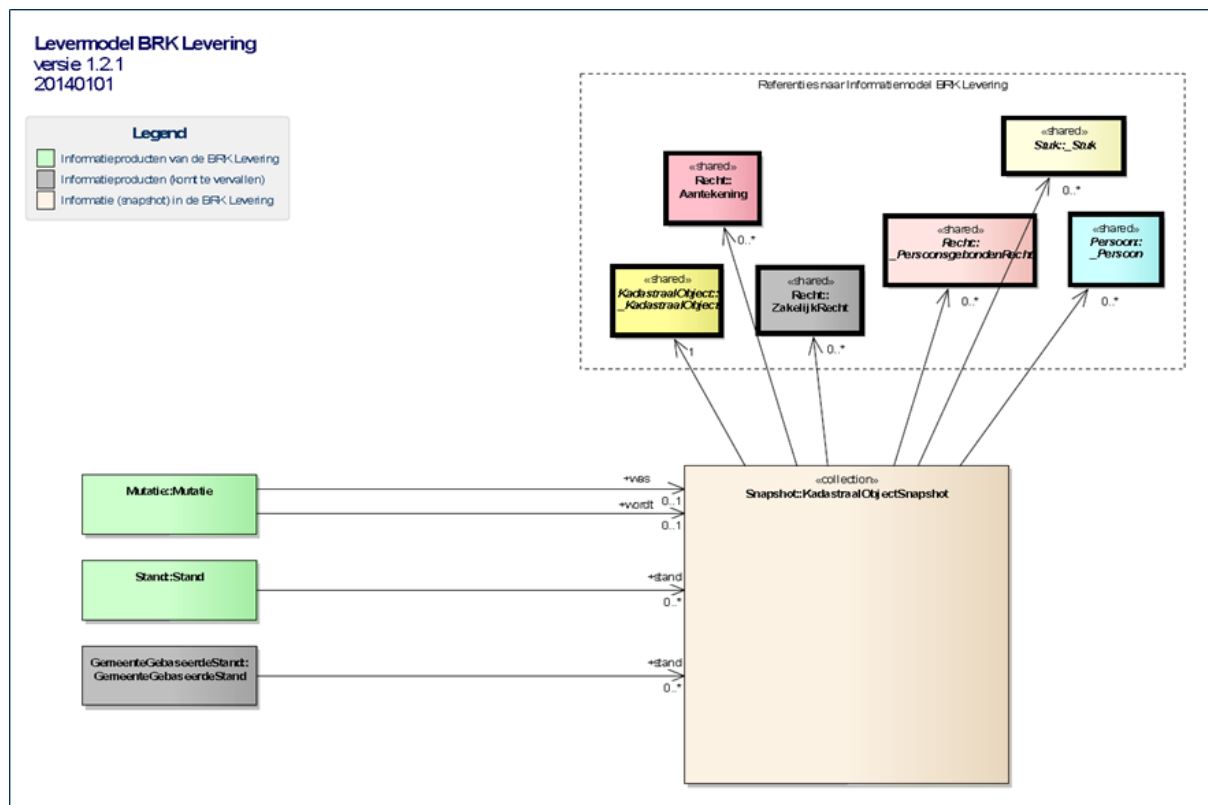 Levermodel BRK Levering
versie 1.2.1
20140101
Legend
Informatieproducten van de BRK Levering
Informatieproducten (komt te vervallen)
Informatie (snapshot) in de BRK Levering
Referenties naar Informatiemodel BRK Levering
«shared»
Stuk::_Stuk
0..*
«shared»
Recht::
Aantekening
0..*
«shared»
Recht::
_PersoonsgebondenRecht
0..*
«shared»
Persoon::
_Persoon
0..*
«shared»
KadastraalObject::
_KadastraalObject
1
«shared»
Recht::
ZakelijkRecht
0..*
Mutatie::Mutatie
+was
0..1
+wordt
0..1
«collection»
Snapshot::KadastraalObjectSnapshot
Stand::Stand
+stand
0..*
GemeenteGebaseerdeStand::
GemeenteGebaseerdeStand
+stand
0..*